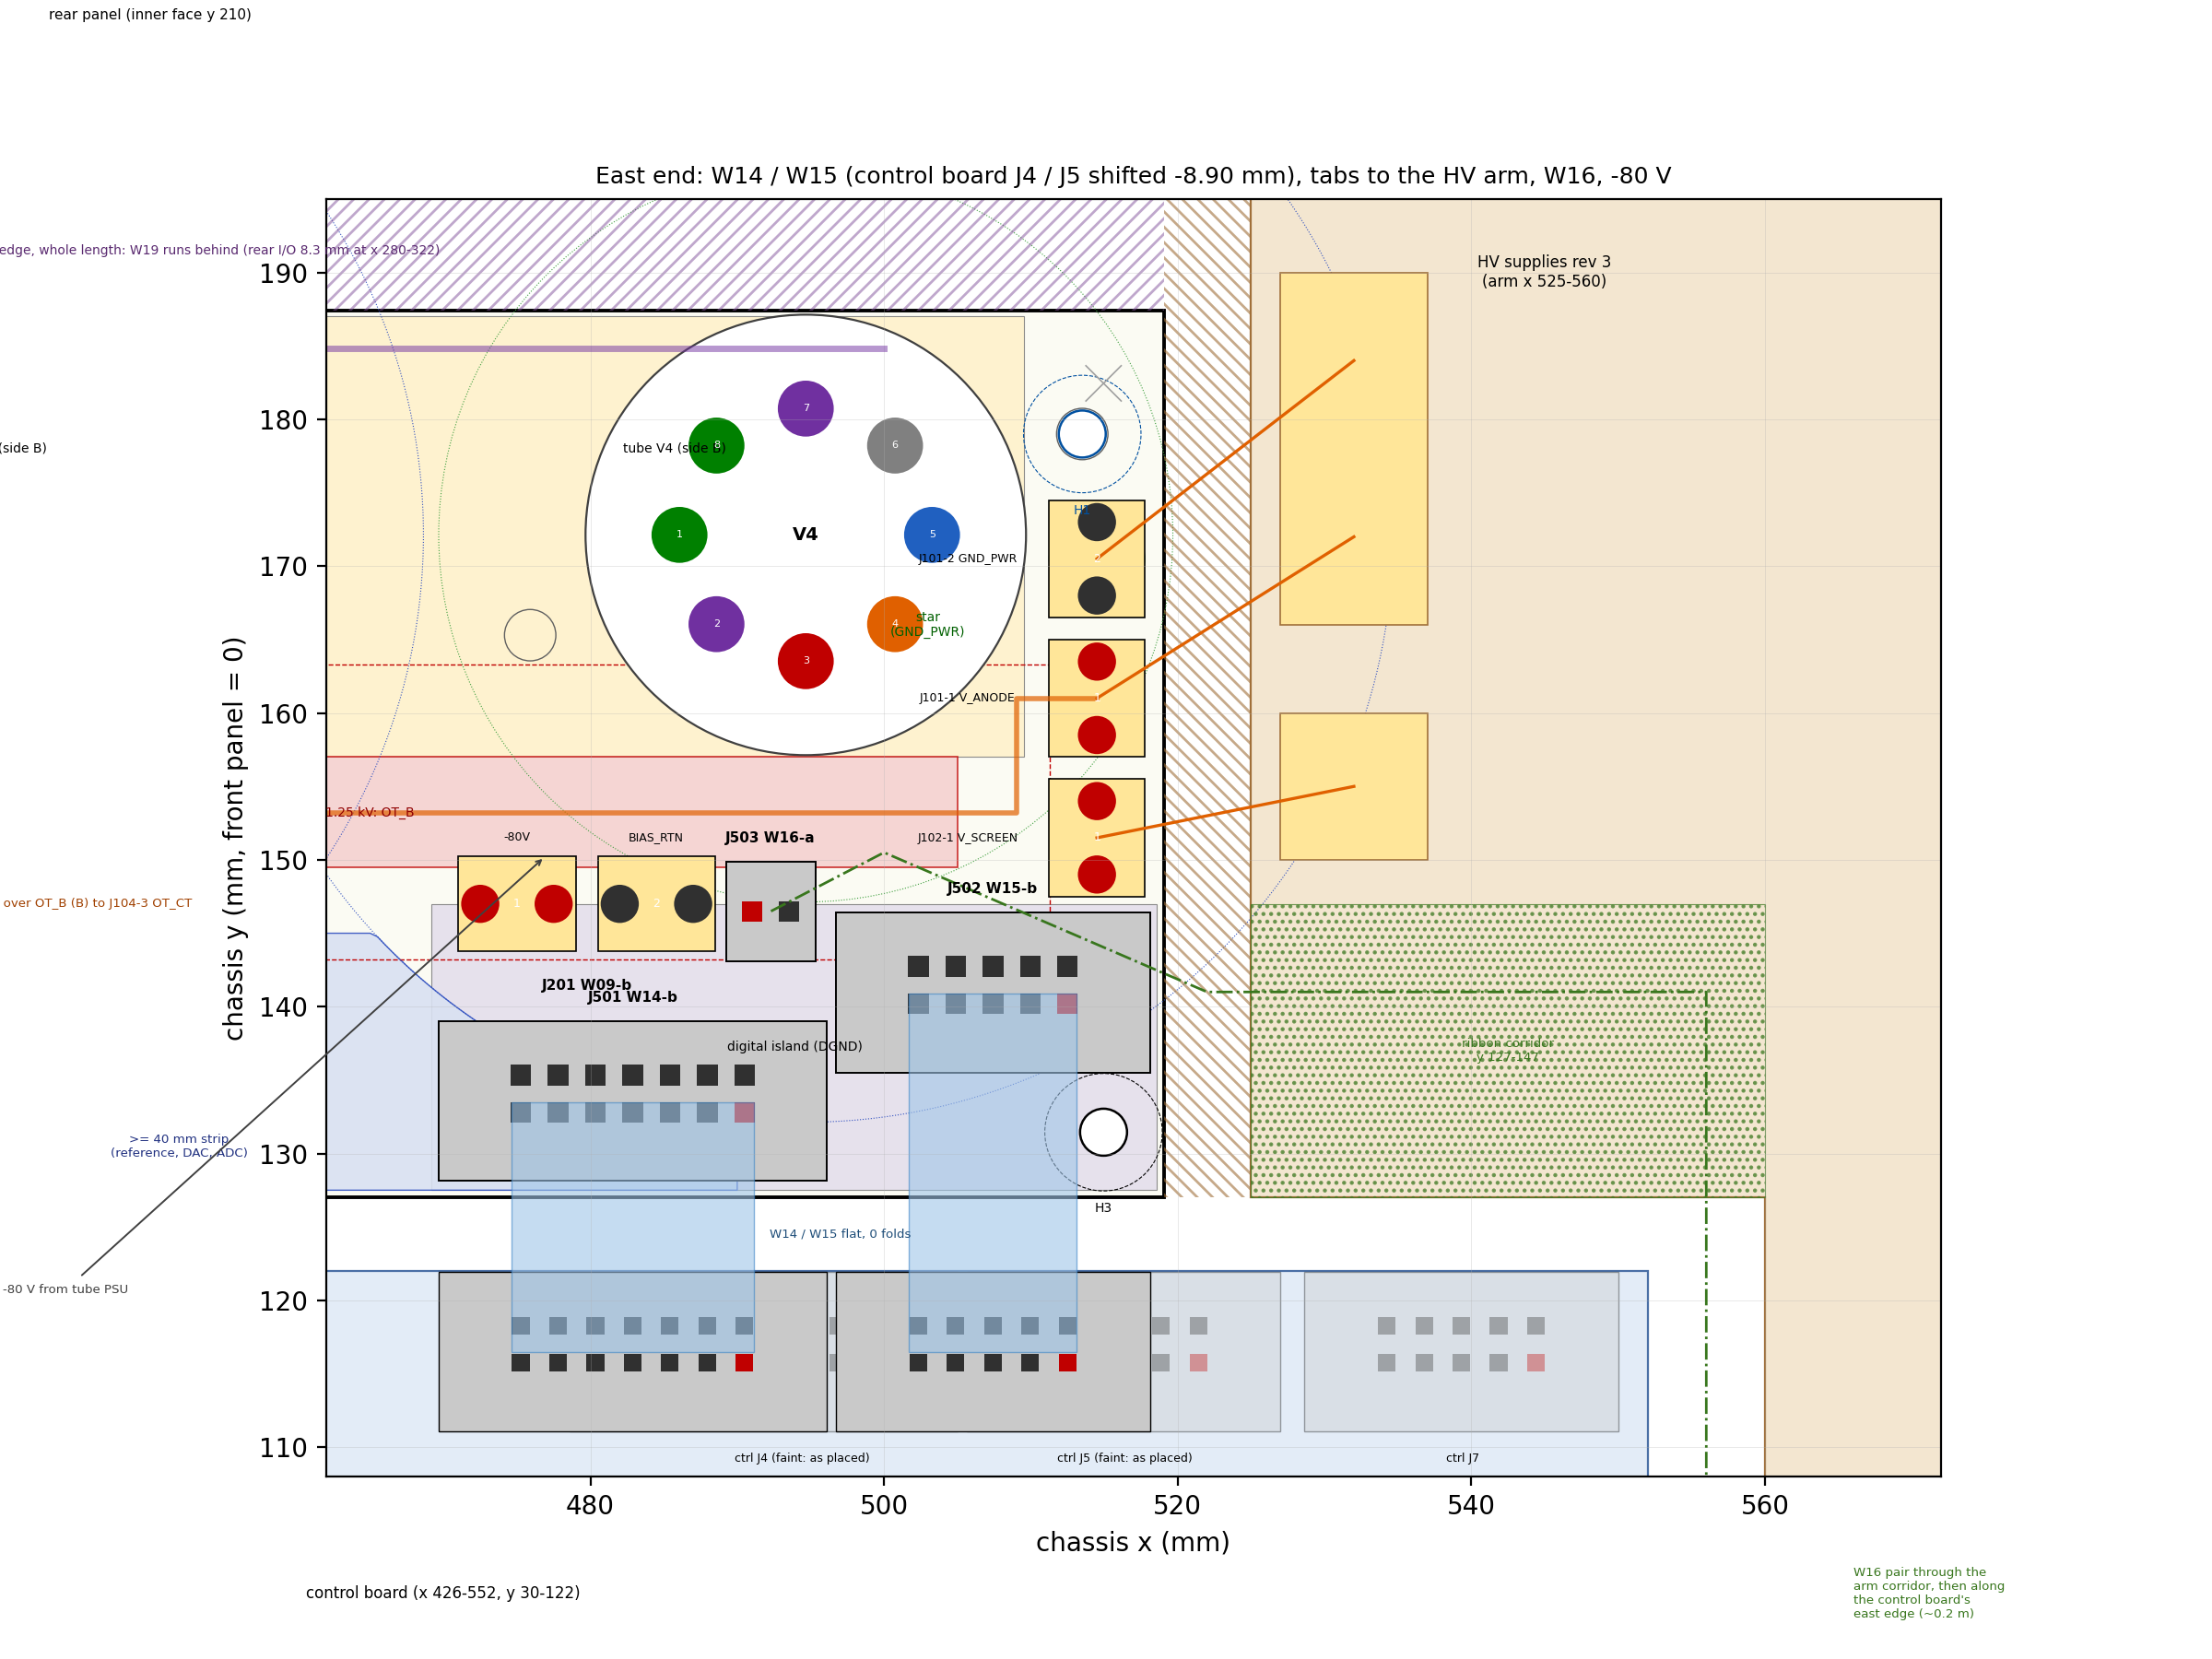 rear panel (inner face y 210)
East end: W14 / W15 (control board J4 / J5 shifted -8.90 mm), tabs to the HV arm, W16, -80 V
edge, whole length: W19 runs behind (rear I/O 8.3 mm at x 280-322)
HV supplies rev 3
(arm x 525-560)
190
180
170
160
150
140
130
120
110
chassis y (mm, front panel = 0)
7
(side B)
tube V4 (side B)
8
6
1
V4
5
H1
J101-2 GND_PWR
2
2
4
star
(GND_PWR)
3
J101-1 V_ANODE
1
1.25 kV: OT_B
-80V
BIAS_RTN
J503 W16-a
J102-1 V_SCREEN
1
J502 W15-b
over OT_B (B) to J104-3 OT_CT
1
2
J201 W09-b
J501 W14-b
digital island (DGND)
ribbon corridor
y 127-147
>= 40 mm strip
(reference, DAC, ADC)
H3
W14 / W15 flat, 0 folds
-80 V from tube PSU
ctrl J4 (faint: as placed)
ctrl J5 (faint: as placed)
ctrl J7
480
500
520
540
560
chassis x (mm)
control board (x 426-552, y 30-122)
W16 pair through the
arm corridor, then along
the control board's
east edge (~0.2 m)